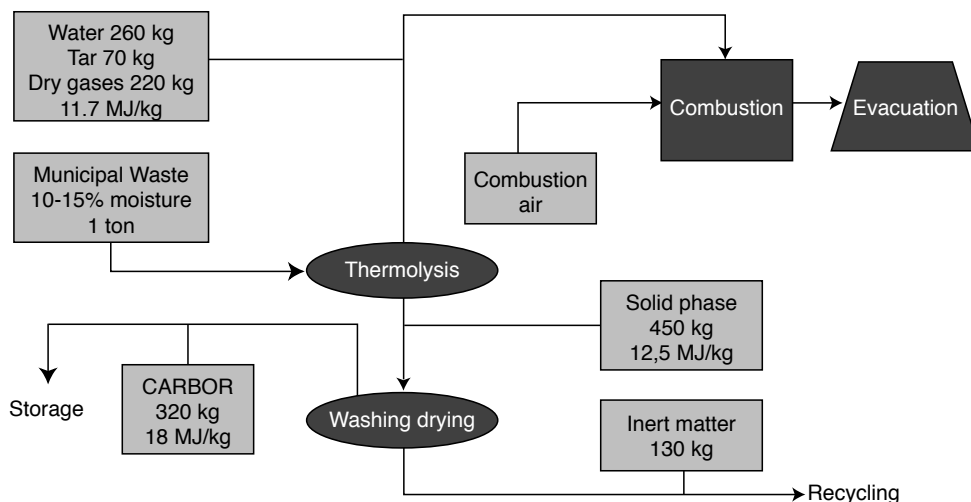 Water 260 kg
Tar 70 kg
Dry gases 220 kg
11.7 MJ/kg
Combustion
Evacuation
Municipal Waste
10-15% moisture
1 ton
Combustion
air
Thermolysis
Solid phase
450 kg
12,5 MJ/kg
CARBOR
320 kg
18 MJ/kg
Storage
Washing drying
Inert matter
130 kg
Recycling